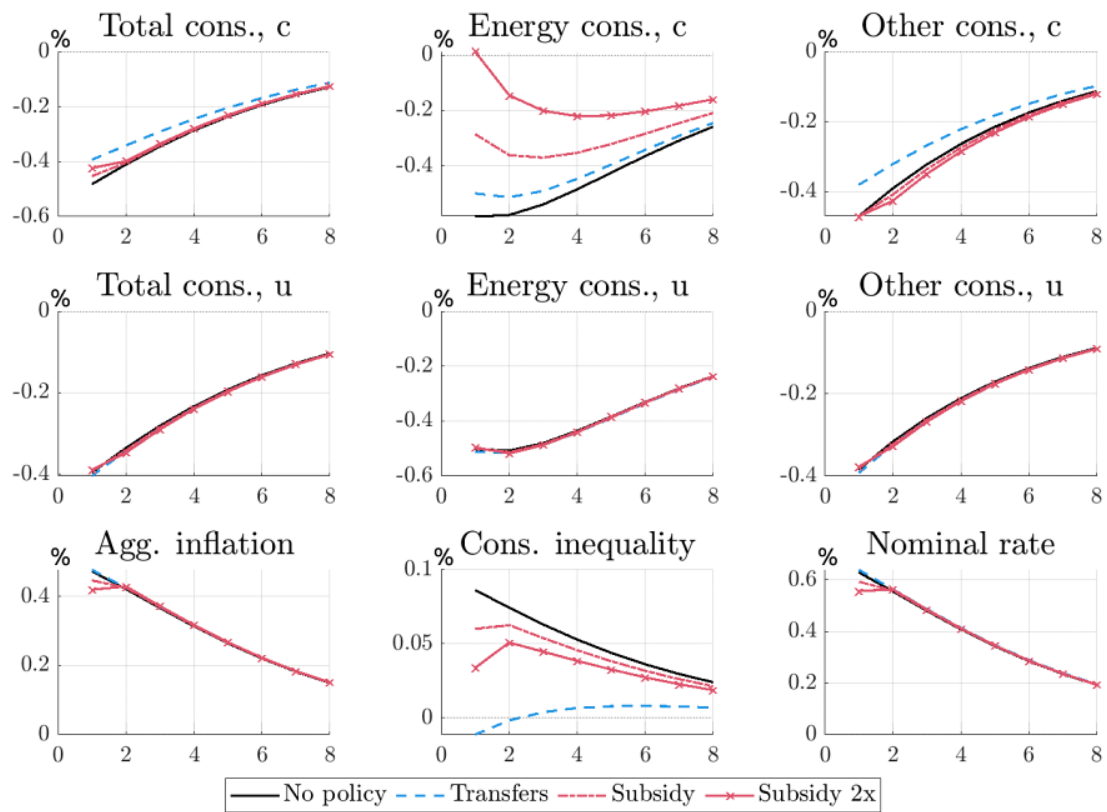 Total cons., c Energy cons., c Other cons., c
% % %
0 0 0
-0.2 -0.2 -0.2
-0.4 -0.4 -0.4
-0.6
0 2 4 6 8 0 2 4 6 8 0 2 4 6 8
Total cons., u Energy cons., u Other cons., u
% % %
0 0 0
-0.2 -0.2 -0.2
-0.4 -0.4 -0.4
-0.6
0 2 4 6 8 0 2 4 6 8 0 2 4 6 8
Agg. inflation Cons. inequality Nominal rate
% % %
0.4 0.1 0.6
0.2 0.05 0.4
0 0 0.2
0
0 2 4 6 8 0 2 4 6 8 0 2 4 6 8
No policy Transfers Subsidy Subsidy 2x